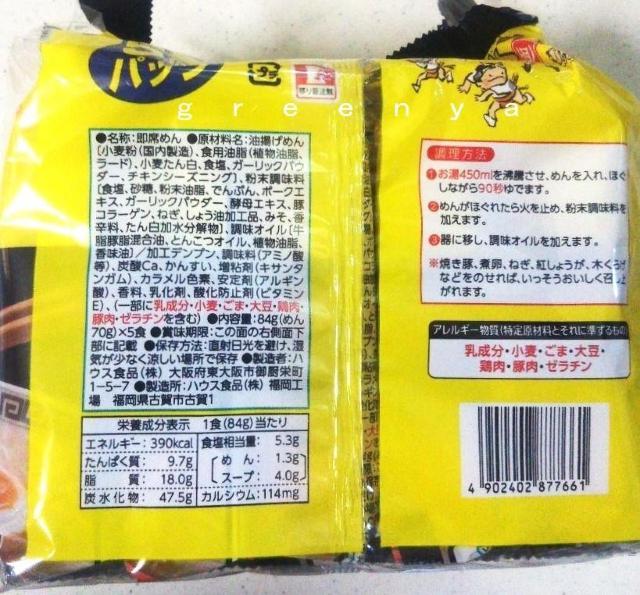 パック
プラ
greenya
●名称:即席めん ●原材料名:油揚げめん
[小麦粉(国内製造)、食用油脂(植物油脂、
ラード)、小麦たん白、食塩、ガーリックパウ
ダー、チキンシーズニング]、粉末調味料
[食塩、砂糖、粉末油脂、でんぷん、ポークエ
キス、ガーリックパウダー、酵母エキス、豚
コラーゲン、ねぎ、しょう油加工品、みそ、香
辛料、たん白加水分解物]、調味オイル[牛
脂豚脂混合油、とんこつオイル、植物油脂、
香味油]/加工デンプン、調味料(アミノ酸
等)、炭酸Ca、かんすい、増粘剤(キサンタ
ンガム)、カラメル色素、安定剤(アルギン
酸)、香料、乳化剤、酸化防止剤(ビタミン
E)、(一部に乳成分・小麦・ごま・大豆・鶏肉・
豚肉・ゼラチンを含む) ●内容量:84g(めん
70g)×5食 ●賞味期限:この面の右側面下
部に記載 ●保存方法:直射日光を避け、湿
気が少なく涼しい場所で保存 ●製造者:ハ
ウス食品(株) 大阪府東大阪市御厨栄町
1-5-7 ●製造所:ハウス食品(株) 福岡工
場 福岡県古賀市古賀1
栄養成分表示 1食(84g)当たり
エネルギー: 390kcal 食塩相当量: 5.3g
たんぱく質: 9.7g めん: 1.3g
脂質: 18.0g スープ: 4.0g
炭水化物: 47.5g カルシウム:114mg
調理方法
❶お湯450mlを沸騰させ、めんを入れ、ほぐ
しながら90秒ゆでます。
❷めんがほぐれたら火を止め、粉末調味料を
加えます。
❸器に移し、調味オイルを加えます。
※焼き豚、煮卵、ねぎ、紅しょうが、木くらげ
などをのせれば、いっそうおいしく召し
がれます。
アレルギー物質(特定原材料とそれに準ずるもの)
乳成分・小麦・ごま・大豆・
鶏肉・豚肉・ゼラチン
4 902402 877661